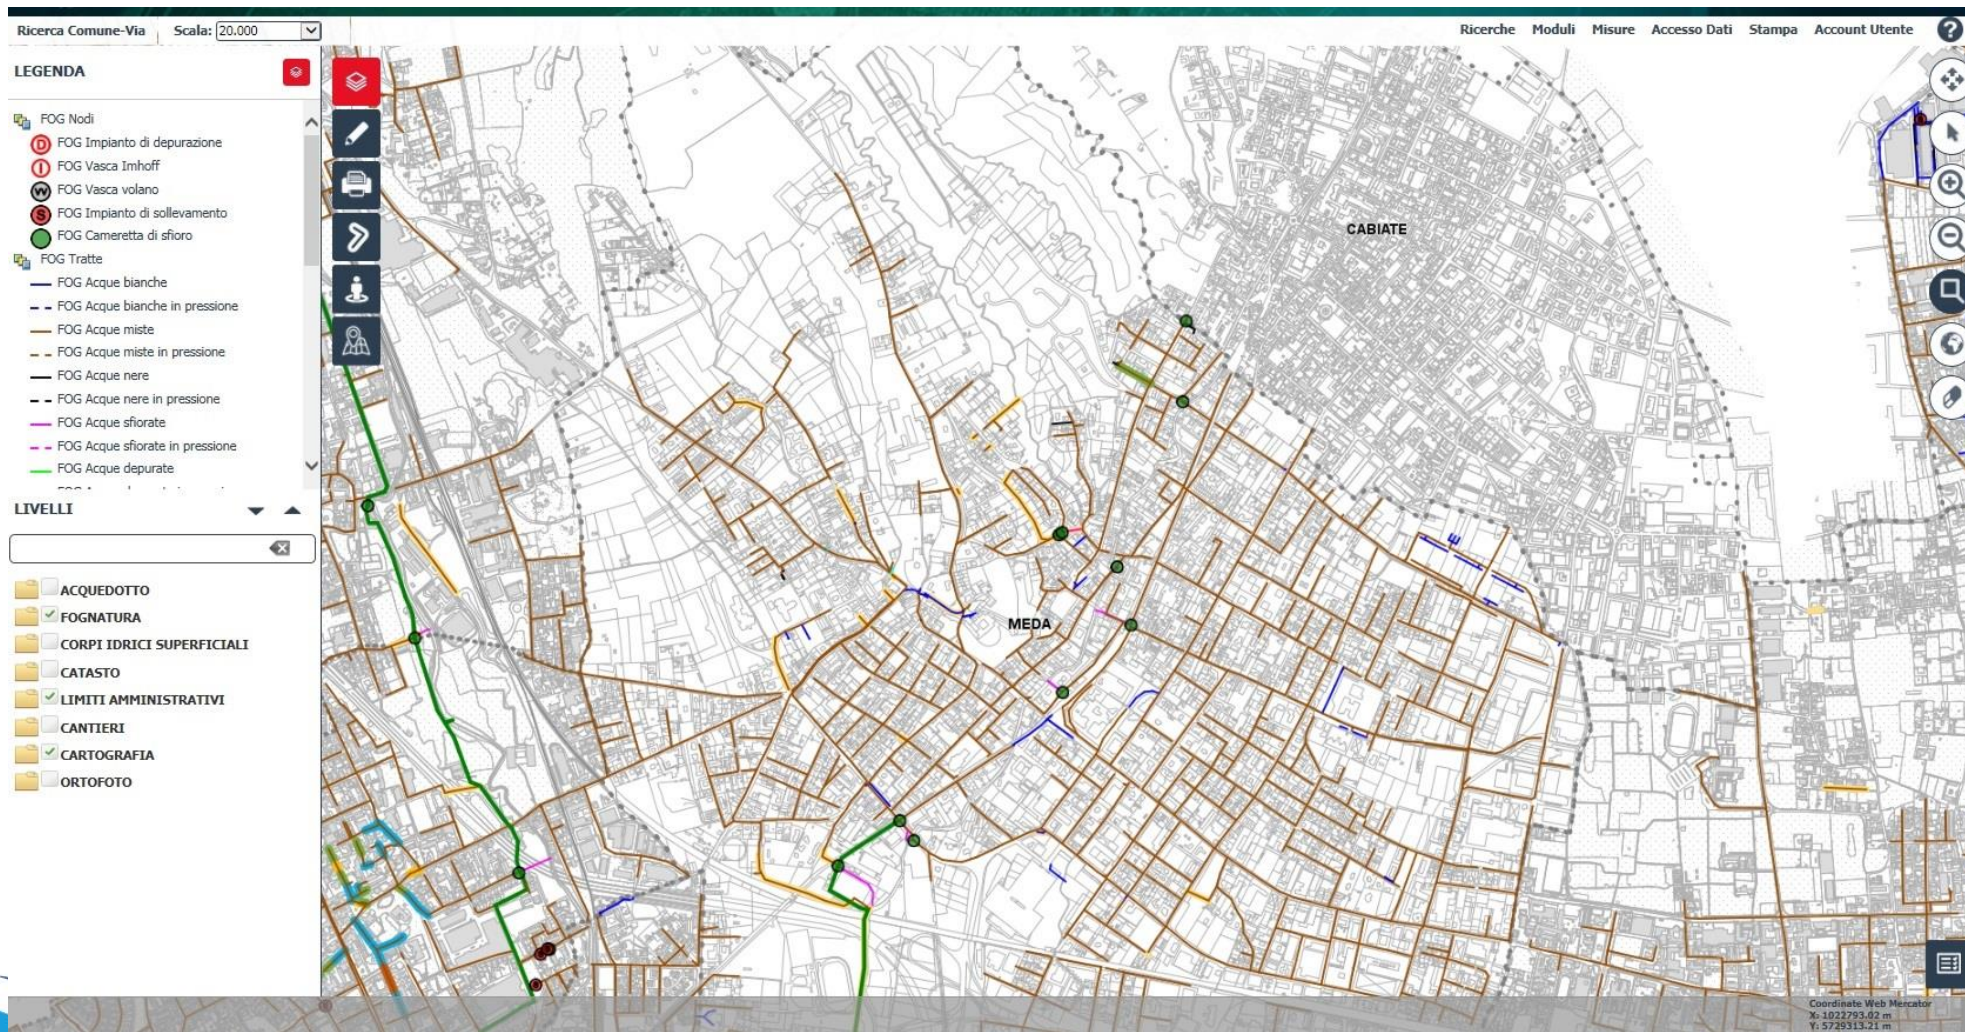 Ricerca Comune-Via Scala: 20.000 Ricerche Moduli Misure Accesso Dati Stampa Account Utente ?
LEGENDA
FOG Nodi
D FOG Impianto di depurazione
I FOG Vasca Imhoff
W FOG Vasca volano
S FOG Impianto di sollevamento
FOG Cameretta di sfioro
FOG Tratte
FOG Acque bianche
FOG Acque bianche in pressione
FOG Acque miste
FOG Acque miste in pressione
FOG Acque nere
FOG Acque nere in pressione
FOG Acque sfiorate
FOG Acque sfiorate in pressione
FOG Acque depurate
LIVELLI
ACQUEDOTTO
FOGNATURA
CORPI IDRICI SUPERFICIALI
CATASTO
LIMITI AMMINISTRATIVI
CANTIERI
CARTOGRAFIA
ORTOFOTO
CABIATE
MEDA
Coordinate Web Mercator
X: 1022793.02 m
Y: 5729313.21 m